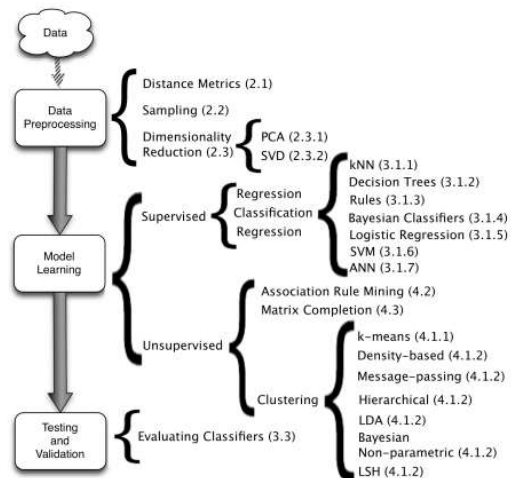 Data
Data
Preprocessing
Distance Metrics (2.1)
Sampling (2.2)
Dimensionality
Reduction (2.3)
PCA (2.3.1)
SVD (2.3.2)
Model
Learning
Supervised
Regression
Classification
Regression
kNN (3.1.1)
Decision Trees (3.1.2)
Rules (3.1.3)
Bayesian Classifiers (3.1.4)
Logistic Regression (3.1.5)
SVM (3.1.6)
ANN (3.1.7)
Unsupervised
Association Rule Mining (4.2)
Matrix Completion (4.3)
Clustering
k-means (4.1.1)
Density-based (4.1.2)
Message-passing (4.1.2)
Hierarchical (4.1.2)
LDA (4.1.2)
Bayesian
Non-parametric (4.1.2)
LSH (4.1.2)
Testing
and
Validation
Evaluating Classifiers (3.3)